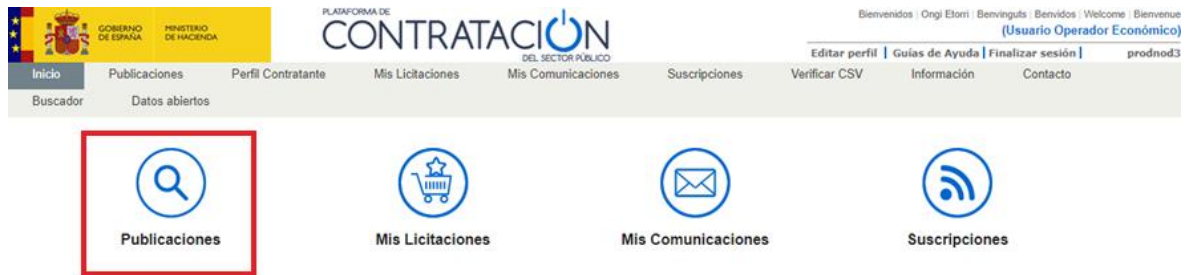 GOBIERNO DE ESPAÑA
MINISTERIO DE HACIENDA
PLATAFORMA DE
CONTRATACIÓN
DEL SECTOR PÚBLICO
Bienvenidos | Ongi Etorri | Benvinguts | Benvidos | Welcome | Bienvenue
(Usuario Operador Económico)
Editar perfil | Guías de Ayuda | Finalizar sesión | prodnod3
Inicio Publicaciones Perfil Contratante Mis Licitaciones Mis Comunicaciones Suscripciones Verificar CSV Información Contacto
Buscador Datos abiertos
Publicaciones Mis Licitaciones Mis Comunicaciones Suscripciones